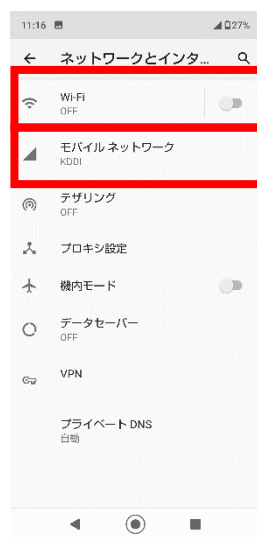 11:16 27%
ネットワークとインタ...
Wi-Fi
OFF
モバイル ネットワーク
KDDI
テザリング
OFF
プロキシ設定
機内モード
データセーバー
OFF
VPN
プライベート DNS
自動